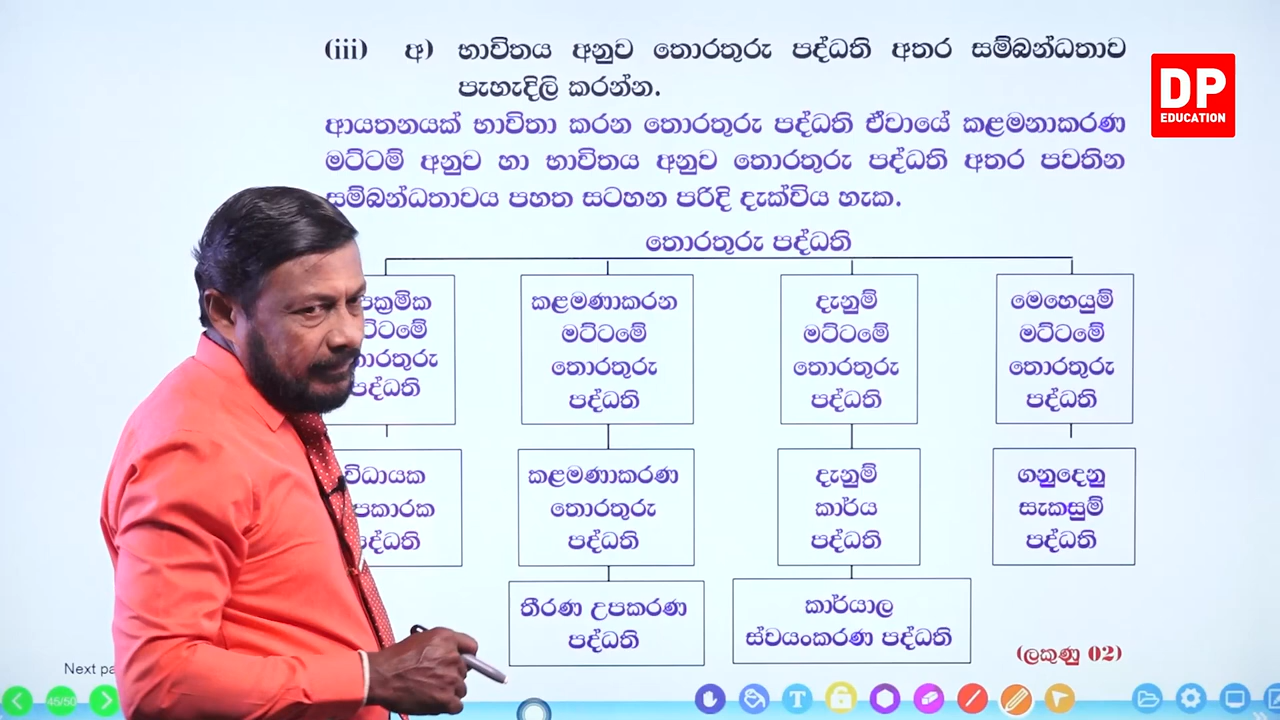 (iii) අ) භාවිතය අනුව තොරතුරු පද්ධති අතර සම්බන්ධතාව
පැහැදිලි කරන්න.
ආයතනයක් භාවිතා කරන තොරතුරු පද්ධති ඒවායේ කළමනාකරණ
මට්ටම් අනුව හා භාවිතය අනුව තොරතුරු පද්ධති අතර පවතින
සම්බන්ධතාවය පහත සටහන පරිදි දැක්විය හැක.
DP
EDUCATION
තොරතුරු පද්ධති
කළමණාකරන
මට්ටමේ
තොරතුරු
පද්ධති
දැනුම්
මට්ටමේ
තොරතුරු
පද්ධති
මෙහෙයුම්
මට්ටමේ
තොරතුරු
පද්ධති
කළමණාකරණ
තොරතුරු
පද්ධති
දැනුම්
කාර්ය
පද්ධති
ගනුදෙනු
සැකසුම්
පද්ධති
තීරණ උපකරණ
පද්ධති
කාර්යාල
ස්වයංකරණ පද්ධති
(ලකුණු 02)
Next
45/50